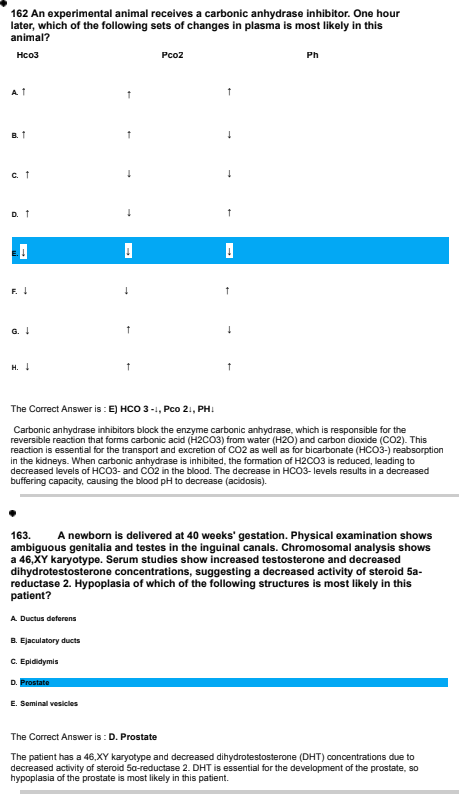 162 An experimental animal receives a carbonic anhydrase inhibitor. One hour
later, which of the following sets of changes in plasma is most likely in this
animal?
Hco3 Pco2 Ph
A. ↑ ↑ ↑
B. ↑ ↑ ↓
C. ↑ ↓ ↓
D. ↑ ↓ ↑
E. ↓ ↓ ↓
F. ↓ ↓ ↑
G. ↓ ↑ ↓
H. ↓ ↑ ↑
The Correct Answer is : E) HCO 3 -↓, Pco 2↓, PH↓
Carbonic anhydrase inhibitors block the enzyme carbonic anhydrase, which is responsible for the
reversible reaction that forms carbonic acid (H2CO3) from water (H2O) and carbon dioxide (CO2). This
reaction is essential for the transport and excretion of CO2 as well as for bicarbonate (HCO3-) reabsorption
in the kidneys. When carbonic anhydrase is inhibited, the formation of H2CO3 is reduced, leading to
decreased levels of HCO3- and CO2 in the blood. The decrease in HCO3- levels results in a decreased
buffering capacity, causing the blood pH to decrease (acidosis).
163. A newborn is delivered at 40 weeks' gestation. Physical examination shows
ambiguous genitalia and testes in the inguinal canals. Chromosomal analysis shows
a 46,XY karyotype. Serum studies show increased testosterone and decreased
dihydrotestosterone concentrations, suggesting a decreased activity of steroid 5a-
reductase 2. Hypoplasia of which of the following structures is most likely in this
patient?
A. Ductus deferens
B. Ejaculatory ducts
C. Epididymis
D. Prostate
E. Seminal vesicles
The Correct Answer is : D. Prostate
The patient has a 46,XY karyotype and decreased dihydrotestosterone (DHT) concentrations due to
decreased activity of steroid 5α-reductase 2. DHT is essential for the development of the prostate, so
hypoplasia of the prostate is most likely in this patient.